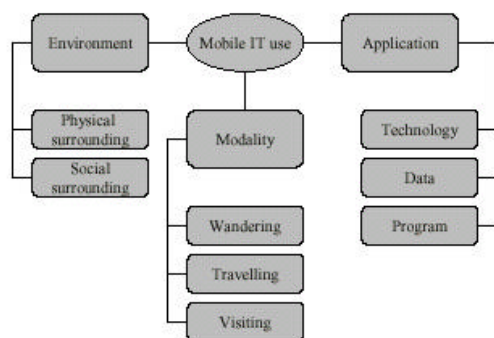 Environment
Mobile IT use
Application
Physical
surrounding
Social
surrounding
Modality
Wandering
Travelling
Visiting
Technology
Data
Program